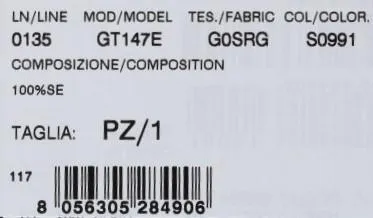 LN/LINE MOD/MODEL TES./FABRIC COL/COLOR.
0135 GT147E G0SRG S0991
COMPOSIZIONE/COMPOSITION
100%SE
TAGLIA: PZ/1
117
8 056305 284906